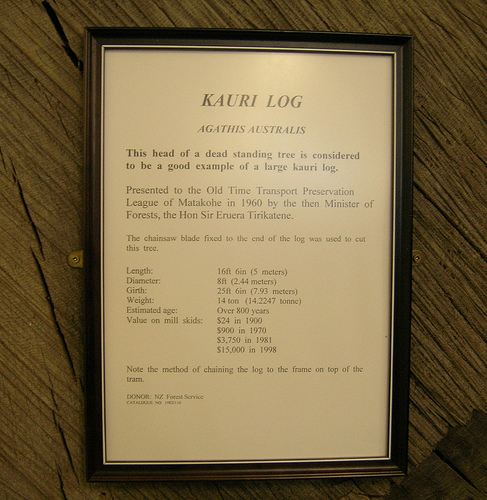 KAURI LOG
AGATHIS AUSTRALIS
This head of a dead standing tree is considered
to be a good example of a large kauri log.
Presented to the Old Time Transport Preservation
League of Matakohe in 1960 by the then Minister of
Forests, the Hon Sir Eruera Tirikatene.
The chainsaw blade fixed to the end of the log was used to cut
this tree.
Length: 16ft 6in (5 meters)
Diameter: 8ft (2.44 meters)
Girth: 25ft 6in (7.93 meters)
Weight: 14 ton (14.2247 tonne)
Estimated age: Over 800 years
Value on mill skids: $24 in 1900
$900 in 1970
$3,750 in 1981
$15,000 in 1998
Note the method of chaining the log to the frame on top of the
tram.
DONOR: NZ Forest Service
CATALOGUE NO